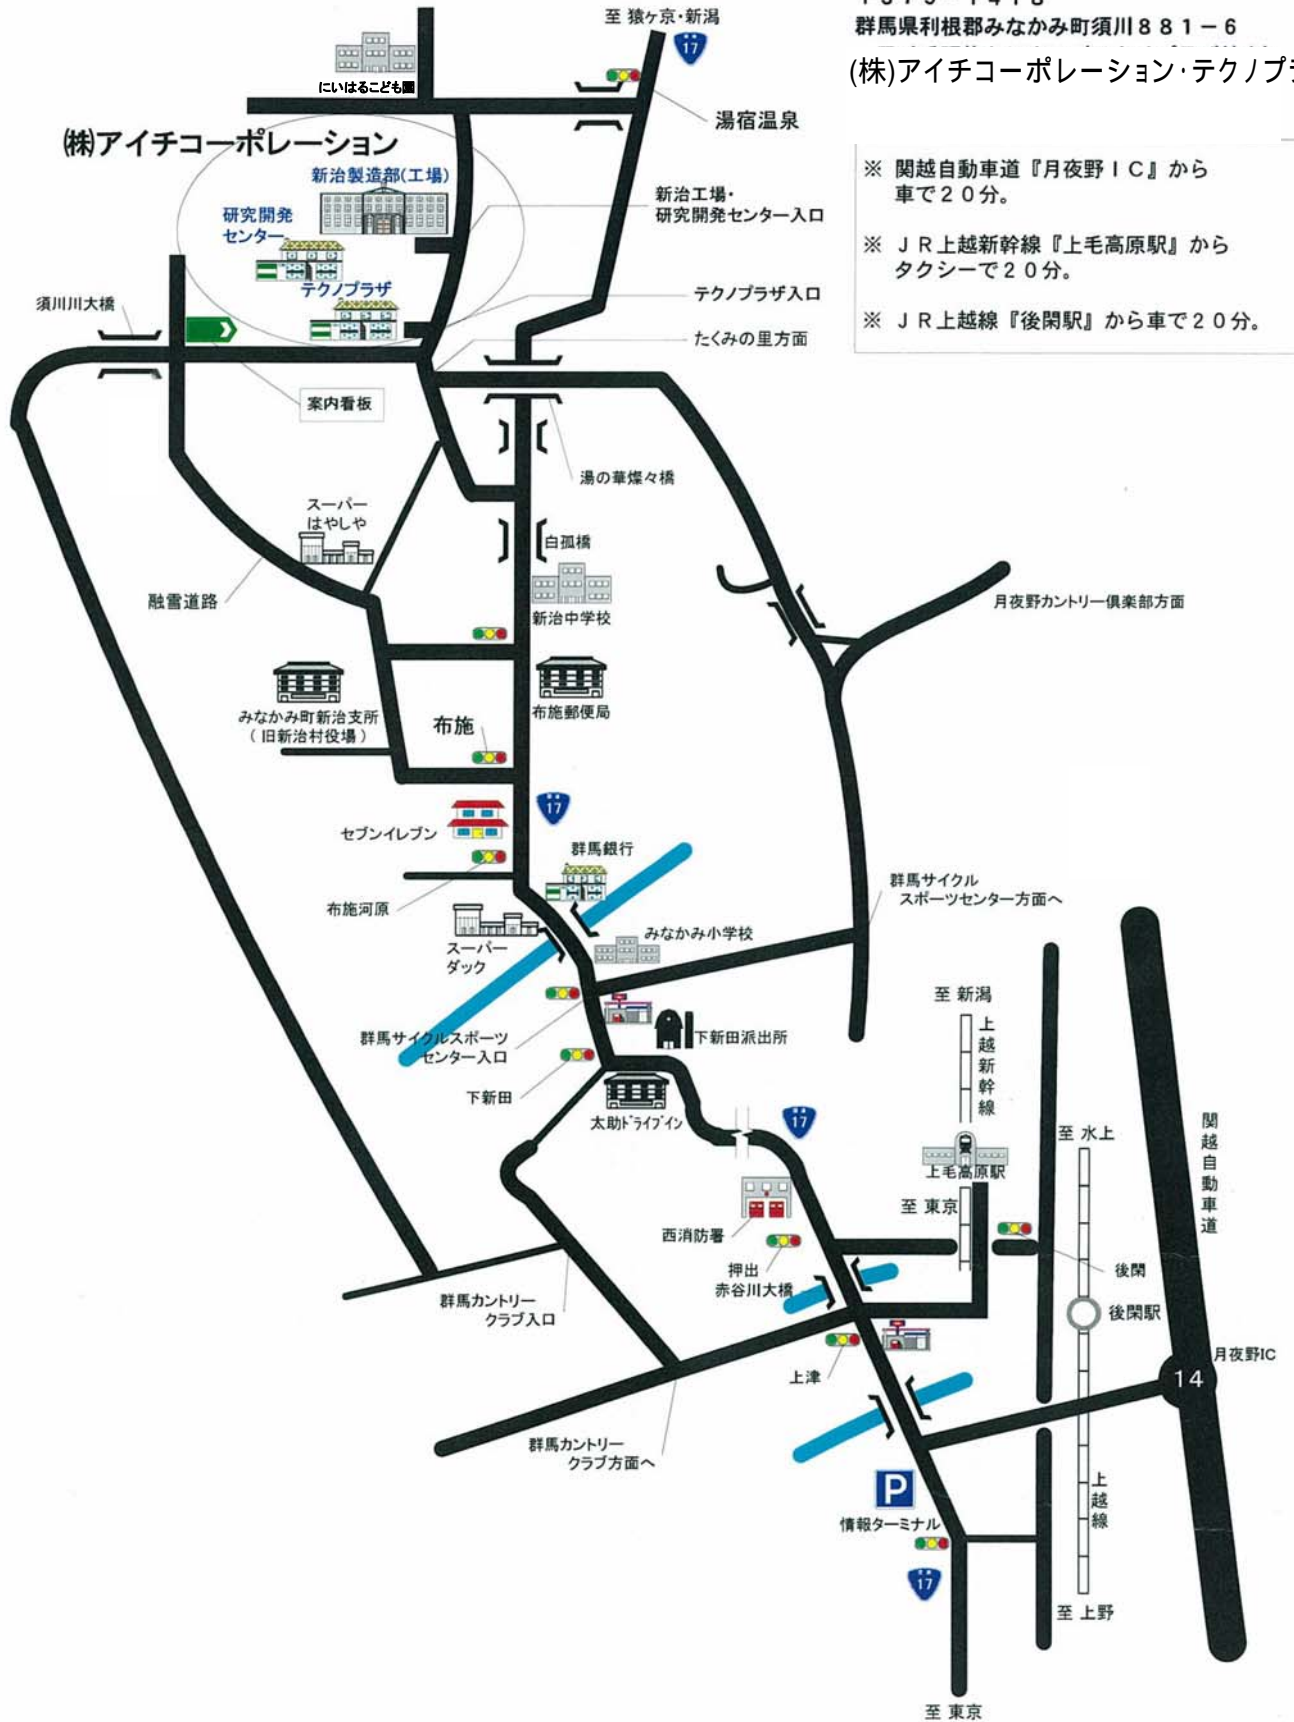 至 猿ヶ京・新潟
17
群馬県利根郡みなかみ町須川８８１－６
(株)アイチコーポレーション・テクノプラ
にいはるこども園
湯宿温泉
㈱アイチコーポレーション
新治製造部(工場)
研究開発
センター
テクノプラザ
新治工場・
研究開発センター入口
※ 関越自動車道『月夜野ＩＣ』から
車で２０分。
※ ＪＲ上越新幹線『上毛高原駅』から
タクシーで２０分。
※ ＪＲ上越線『後閑駅』から車で２０分。
須川川大橋
テクノプラザ入口
たくみの里方面
案内看板
湯の華燦々橋
スーパー
はやしや
白孤橋
融雪道路
新治中学校
月夜野カントリー倶楽部方面
みなかみ町新治支所
（旧新治村役場）
布施
布施郵便局
17
セブンイレブン
群馬銀行
布施河原
群馬サイクル
スポーツセンター方面へ
スーパー
ダック
みなかみ小学校
至 新潟
上越新幹線
群馬サイクルスポーツ
センター入口
下新田派出所
下新田
太助ドライブイン
17
至 水上
関越自動車道
上毛高原駅
至 東京
西消防署
押出
赤谷川大橋
後閑
群馬カントリー
クラブ入口
後閑駅
上津
月夜野IC
14
群馬カントリー
クラブ方面へ
P
情報ターミナル
上越線
17
至 上野
至 東京